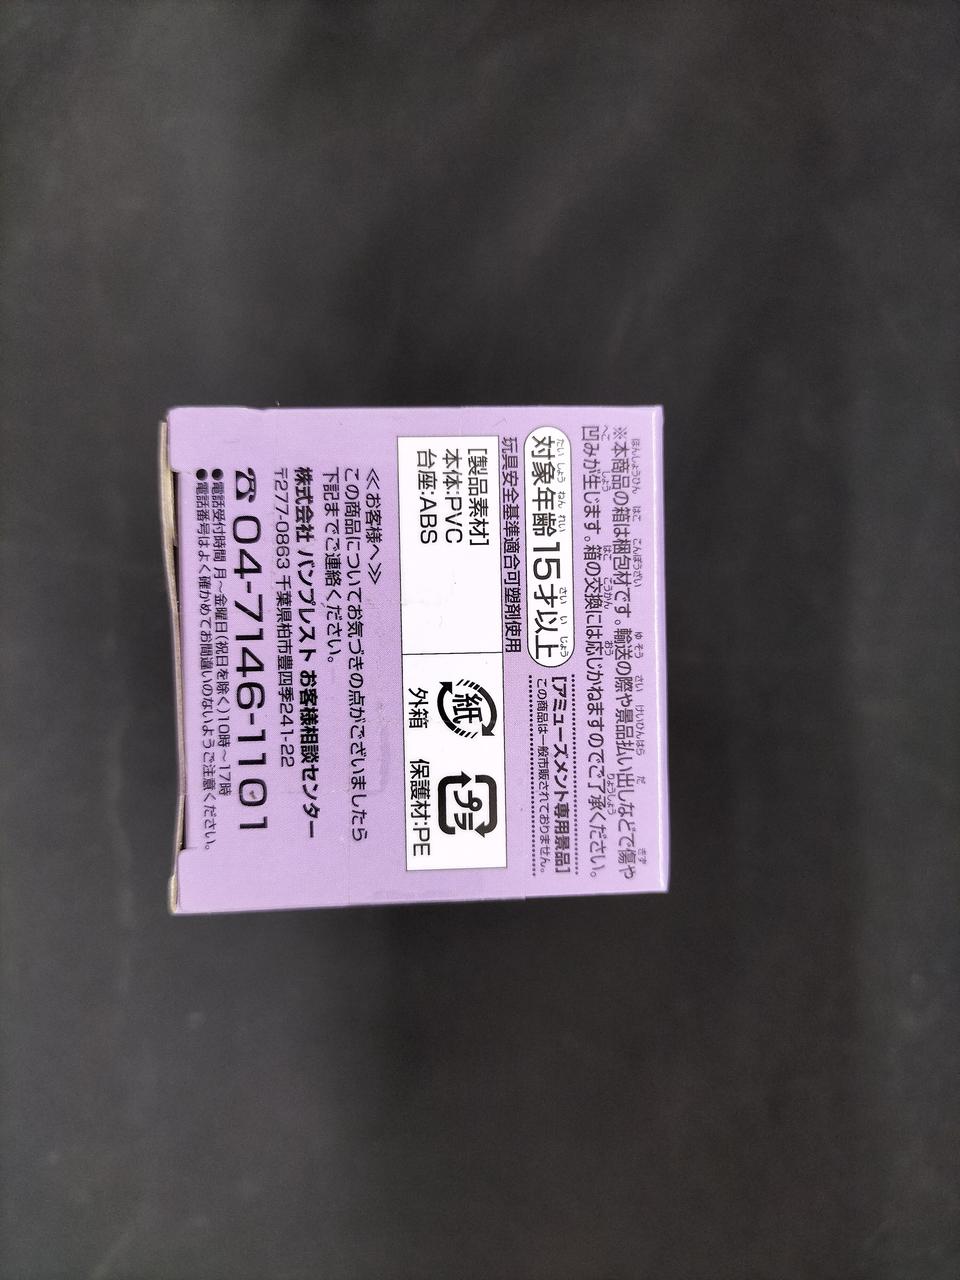 ※本商品の箱は梱包材です。輸送の際や景品払い出しなどで傷や
凹みが生じます。箱の交換には応じかねますのでご了承ください。
対象年齢15才以上
[アミューズメント専用景品]
この商品は一般市販されておりません。
玩具安全基準適合可塑剤使用
[製品素材]
本体:PVC
台座:ABS
紙
外箱
プラ
保護材:PE
≪お客様へ≫
この商品についてお気づきの点がございましたら
下記までご連絡ください。
株式会社 バンプレスト お客様相談センター
〒277-0863 千葉県柏市豊四季241-22
☎04-7146-1101
●電話受付時間 月〜金曜日(祝日を除く)10時〜17時
●電話番号はよく確かめてお間違いのないようご注意ください。